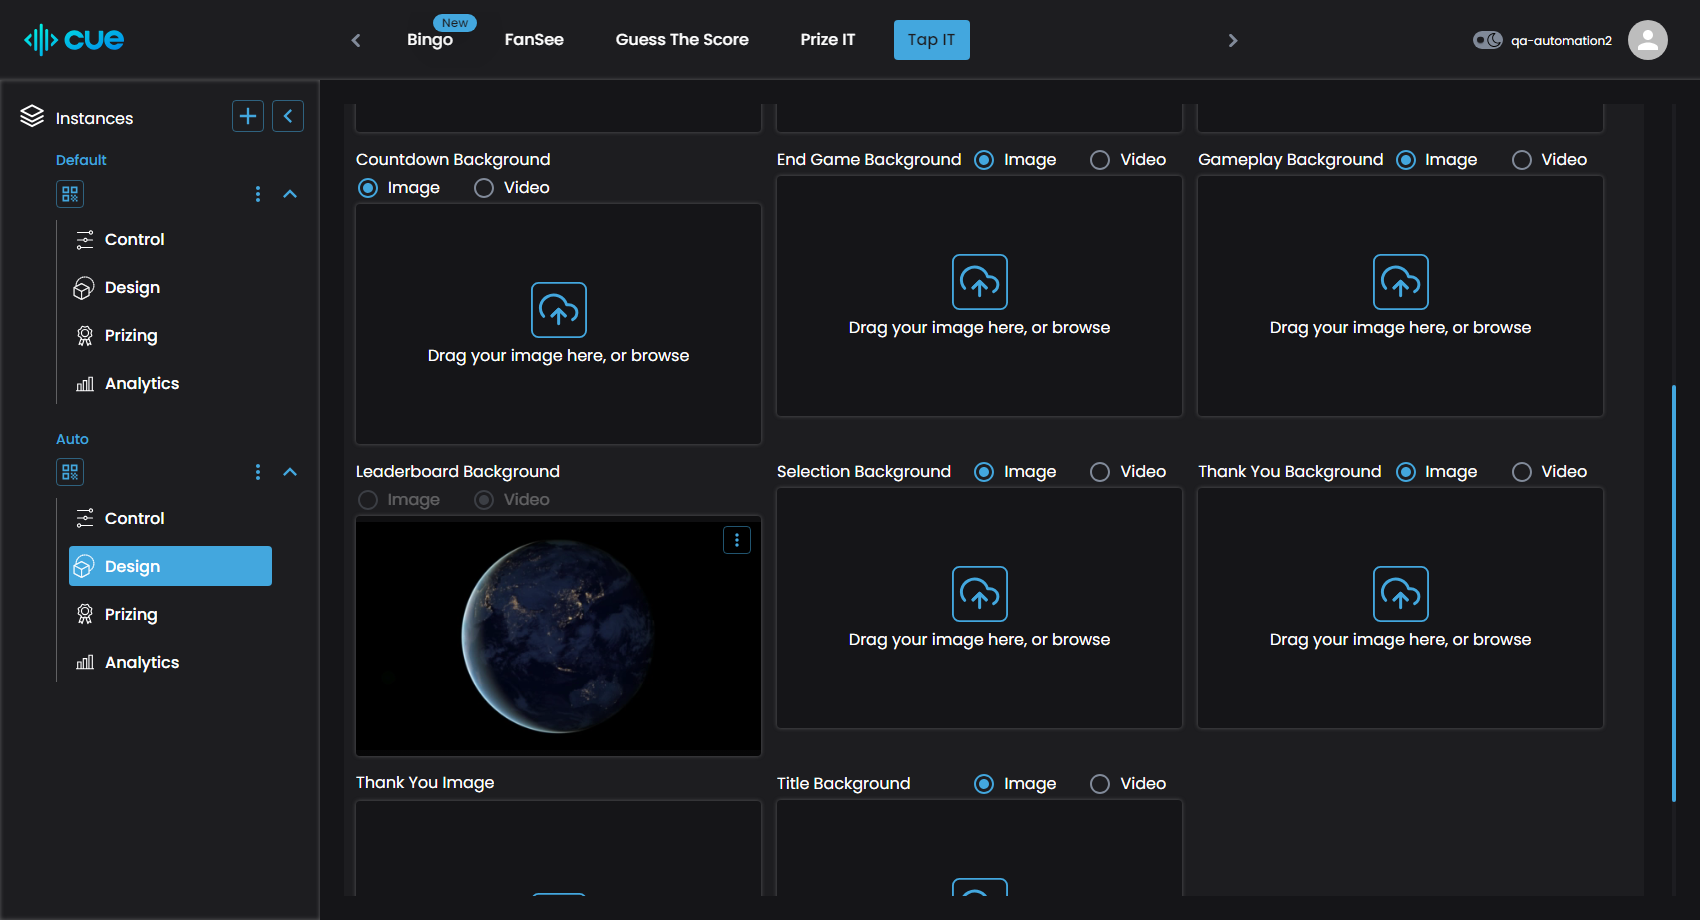 cue
New
Bingo
FanSee
Guess The Score
Prize IT
Tap IT
qa-automation2
Instances
Default
Control
Design
Prizing
Analytics
Auto
Control
Design
Prizing
Analytics
Countdown Background
Image Video
Drag your image here, or browse
End Game Background Image Video
Drag your image here, or browse
Gameplay Background Image Video
Drag your image here, or browse
Leaderboard Background
Image Video
Selection Background Image Video
Drag your image here, or browse
Thank You Background Image Video
Drag your image here, or browse
Thank You Image
Title Background Image Video